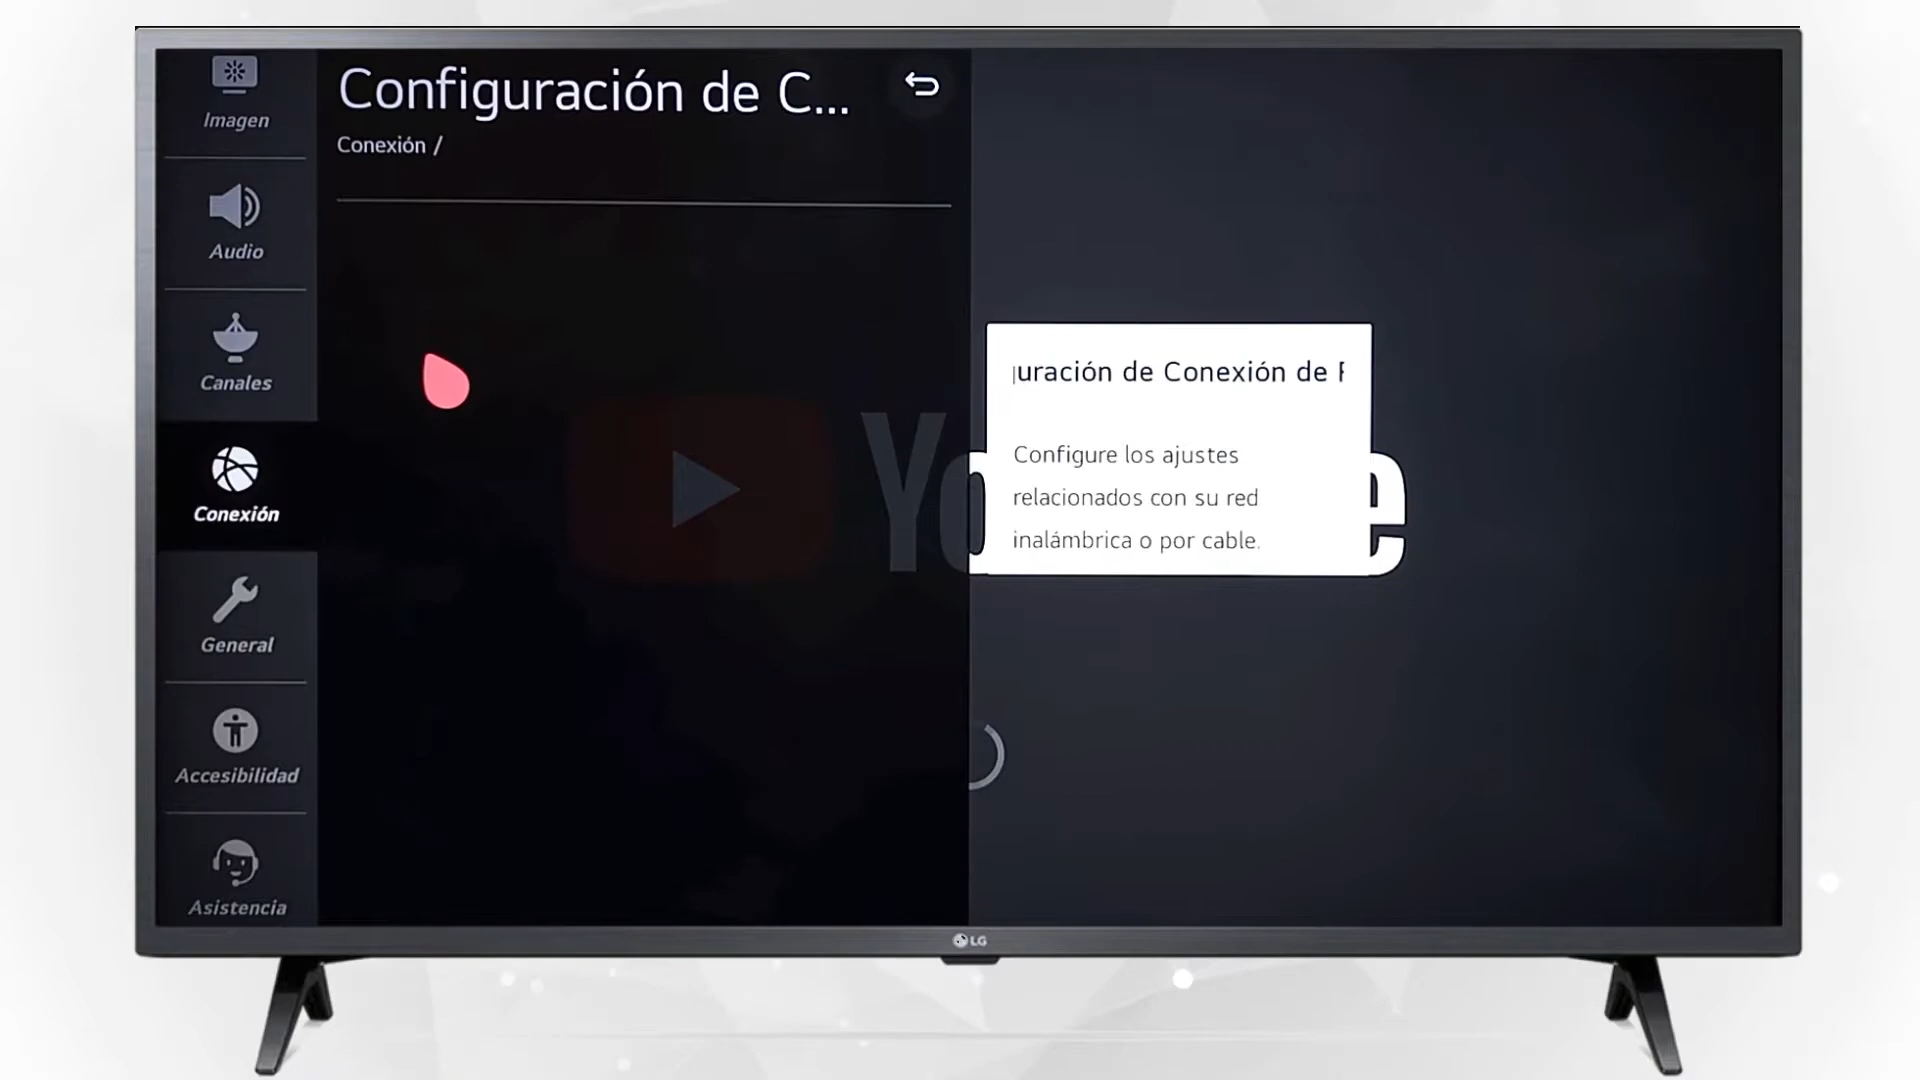 Imagen
Audio
Canales
Conexión
General
Accesibilidad
Asistencia
Configuración de C...
Conexión /
uración de Conexión de
Configure los ajustes
relacionados con su red
inalámbrica o por cable.
Yo
e
LG